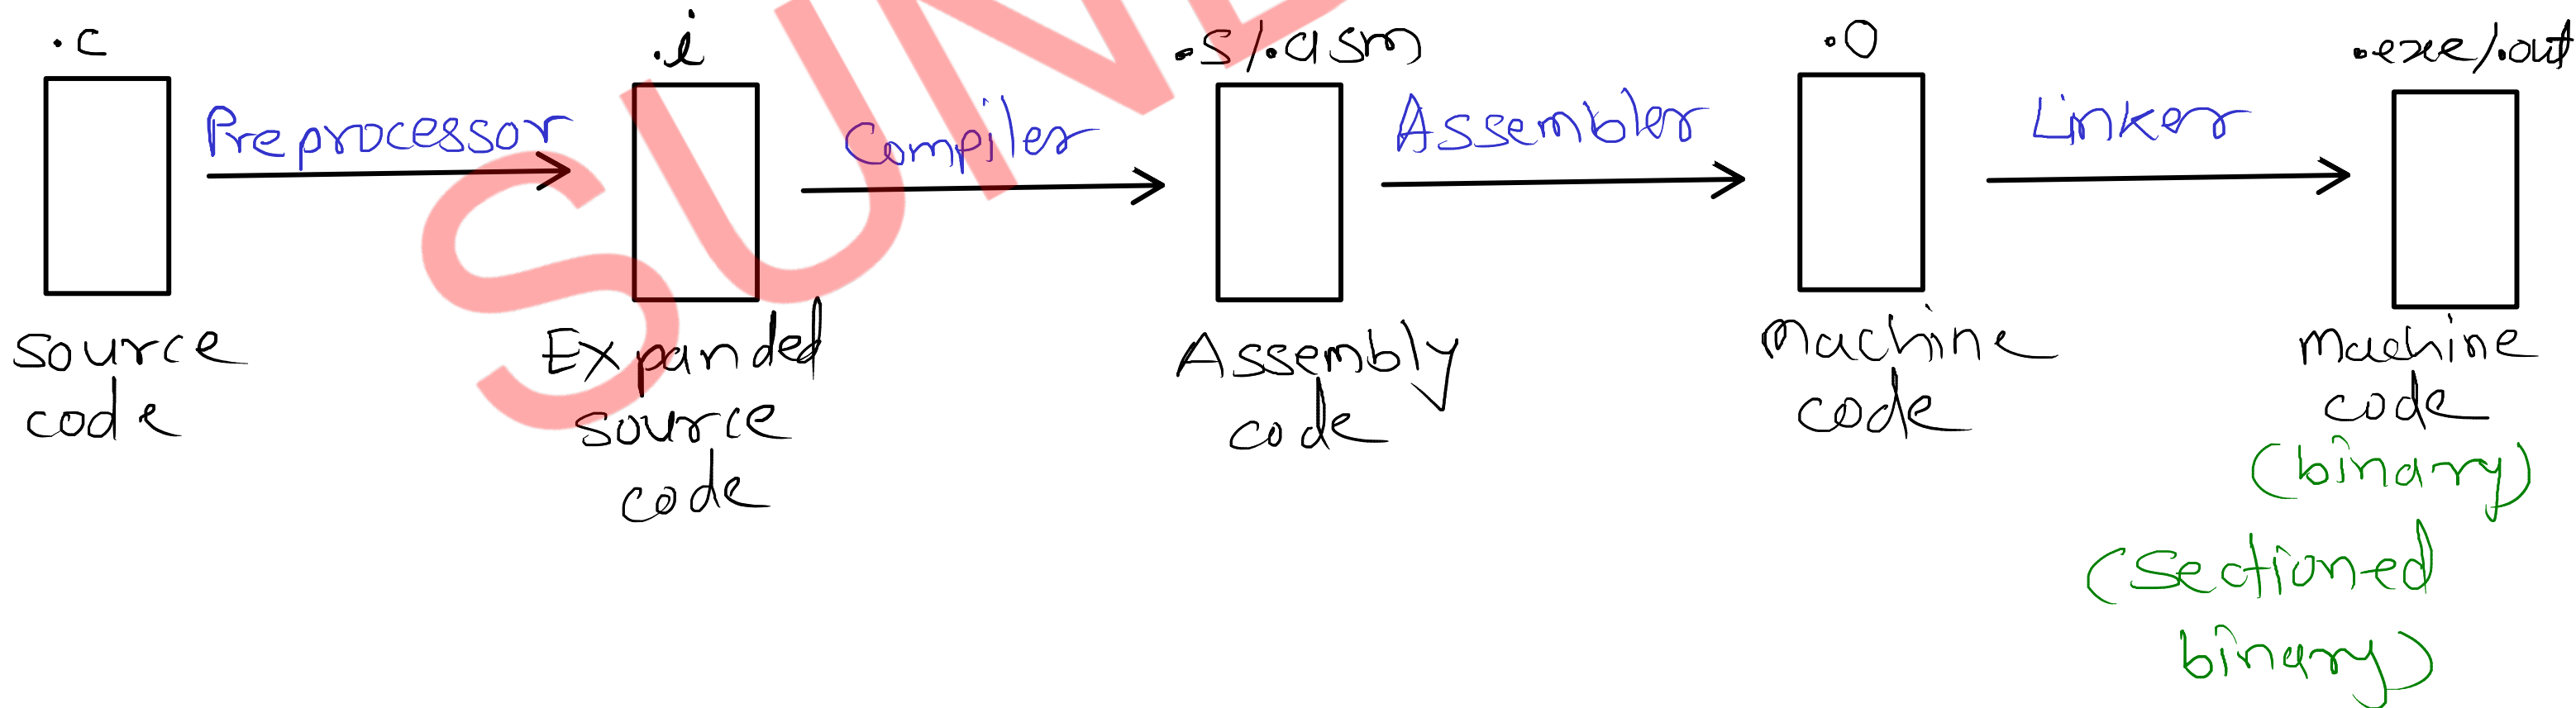 .c
.i
.s/.asm
.o
.exe/.out
Preprocessor
Compiler
Assembler
Linker
source
code
Expanded
source
code
Assembly
code
Machine
code
machine
code
(binary)
(sectioned
binary)